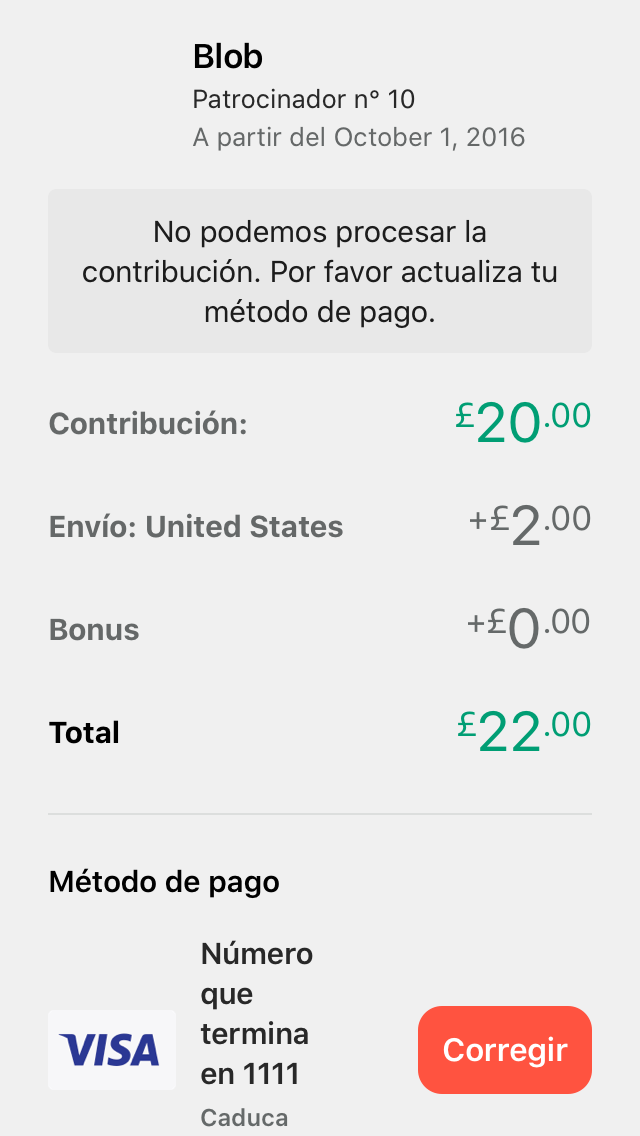 Blob
Patrocinador nº 10
A partir del October 1, 2016
No podemos procesar la
contribución. Por favor actualiza tu
método de pago.
Contribución: £20.00
Envío: United States +£2.00
Bonus +£0.00
Total £22.00
Método de pago
Número
que
termina
en 1111
VISA
Corregir
Caduca